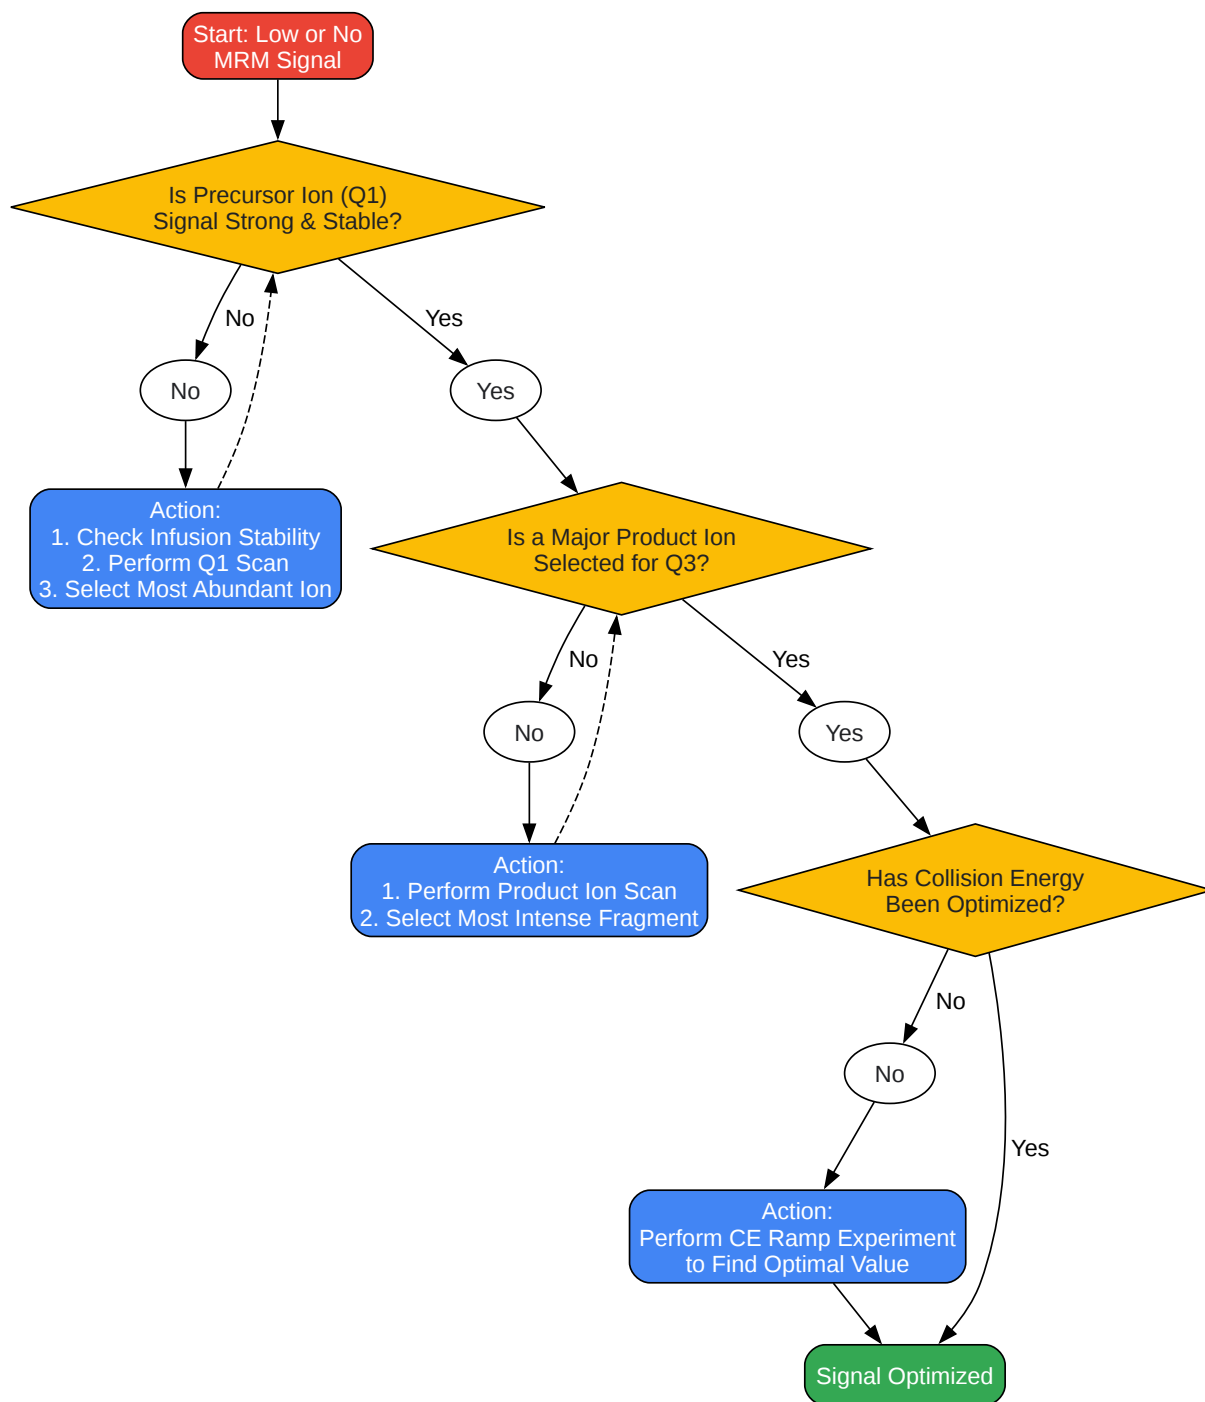 Start: Low or No
MRM Signal
Is Precursor Ion (Q1)
Signal Strong & Stable?
No
Yes
No
Yes
Action:
1. Check Infusion Stability
2. Perform Q1 Scan
3. Select Most Abundant Ion
Is a Major Product Ion
Selected for Q3?
No
Yes
No
Yes
Action:
1. Perform Product Ion Scan
2. Select Most Intense Fragment
Has Collision Energy
Been Optimized?
No
No
Yes
Action:
Perform CE Ramp Experiment
to Find Optimal Value
Signal Optimized